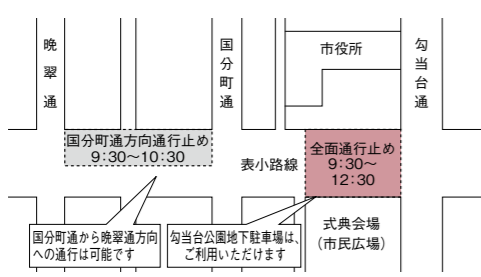 晩翠通
国分町通
市役所
勾当台通
国分町通方向通行止め
9:30～10:30
表小路線
全面通行止め
9:30～
12:30
国分町通から晩翠通方向
への通行は可能です
勾当台公園地下駐車場は、
ご利用いただけます
式典会場
（市民広場）